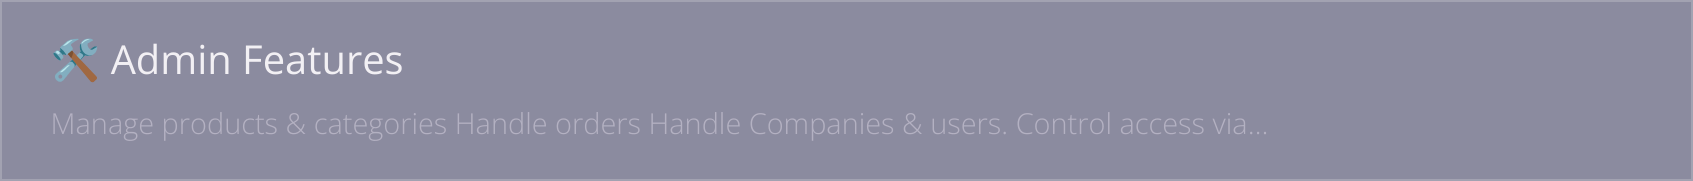 🛠️ Admin Features
Manage products & categories Handle orders Handle Companies & users. Control access via...